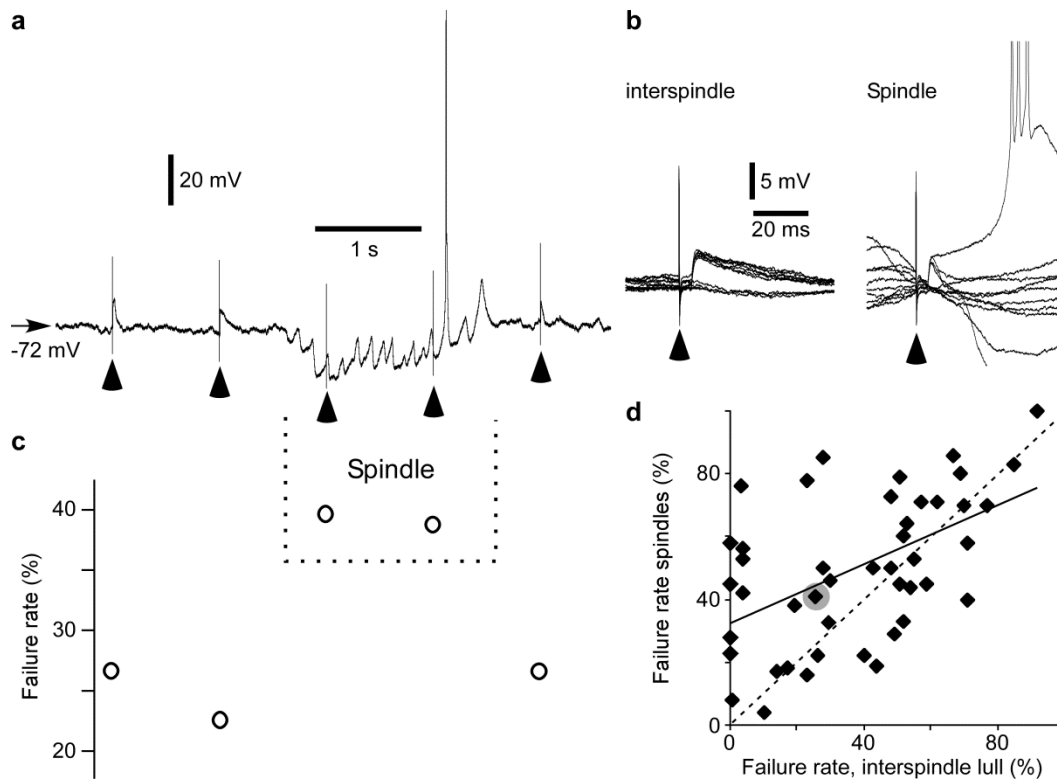 a
20 mV
1 s
-72 mV
b
interspindle
Spindle
5 mV
20 ms
c
Spindle
Failure rate (%)
40
30
20
d
Failure rate spindles (%)
80
40
0
0
40
80
Failure rate, interspindle lull (%)